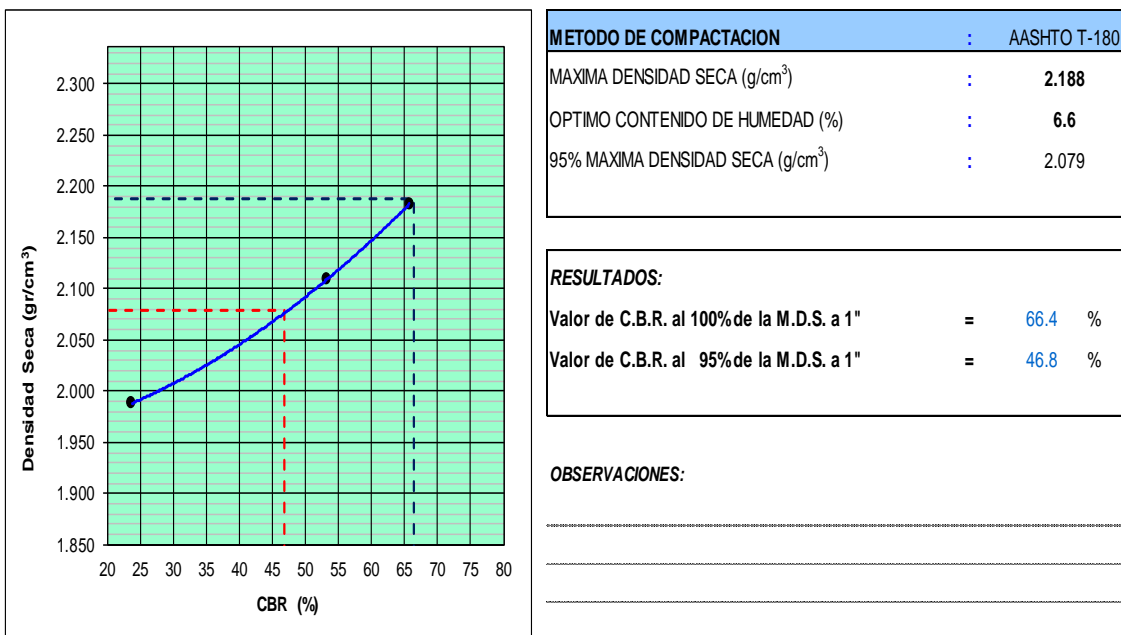 Densidad Seca (gr/cm³)
2.300
2.250
2.200
2.150
2.100
2.050
2.000
1.950
1.900
1.850
20 25 30 35 40 45 50 55 60 65 70 75 80
CBR (%)
METODO DE COMPACTACION : AASHTO T-180
MAXIMA DENSIDAD SECA (g/cm³) : 2.188
OPTIMO CONTENIDO DE HUMEDAD (%) : 6.6
95% MAXIMA DENSIDAD SECA (g/cm³) : 2.079
RESULTADOS:
Valor de C.B.R. al 100% de la M.D.S. a 1" = 66.4 %
Valor de C.B.R. al 95% de la M.D.S. a 1" = 46.8 %
OBSERVACIONES: